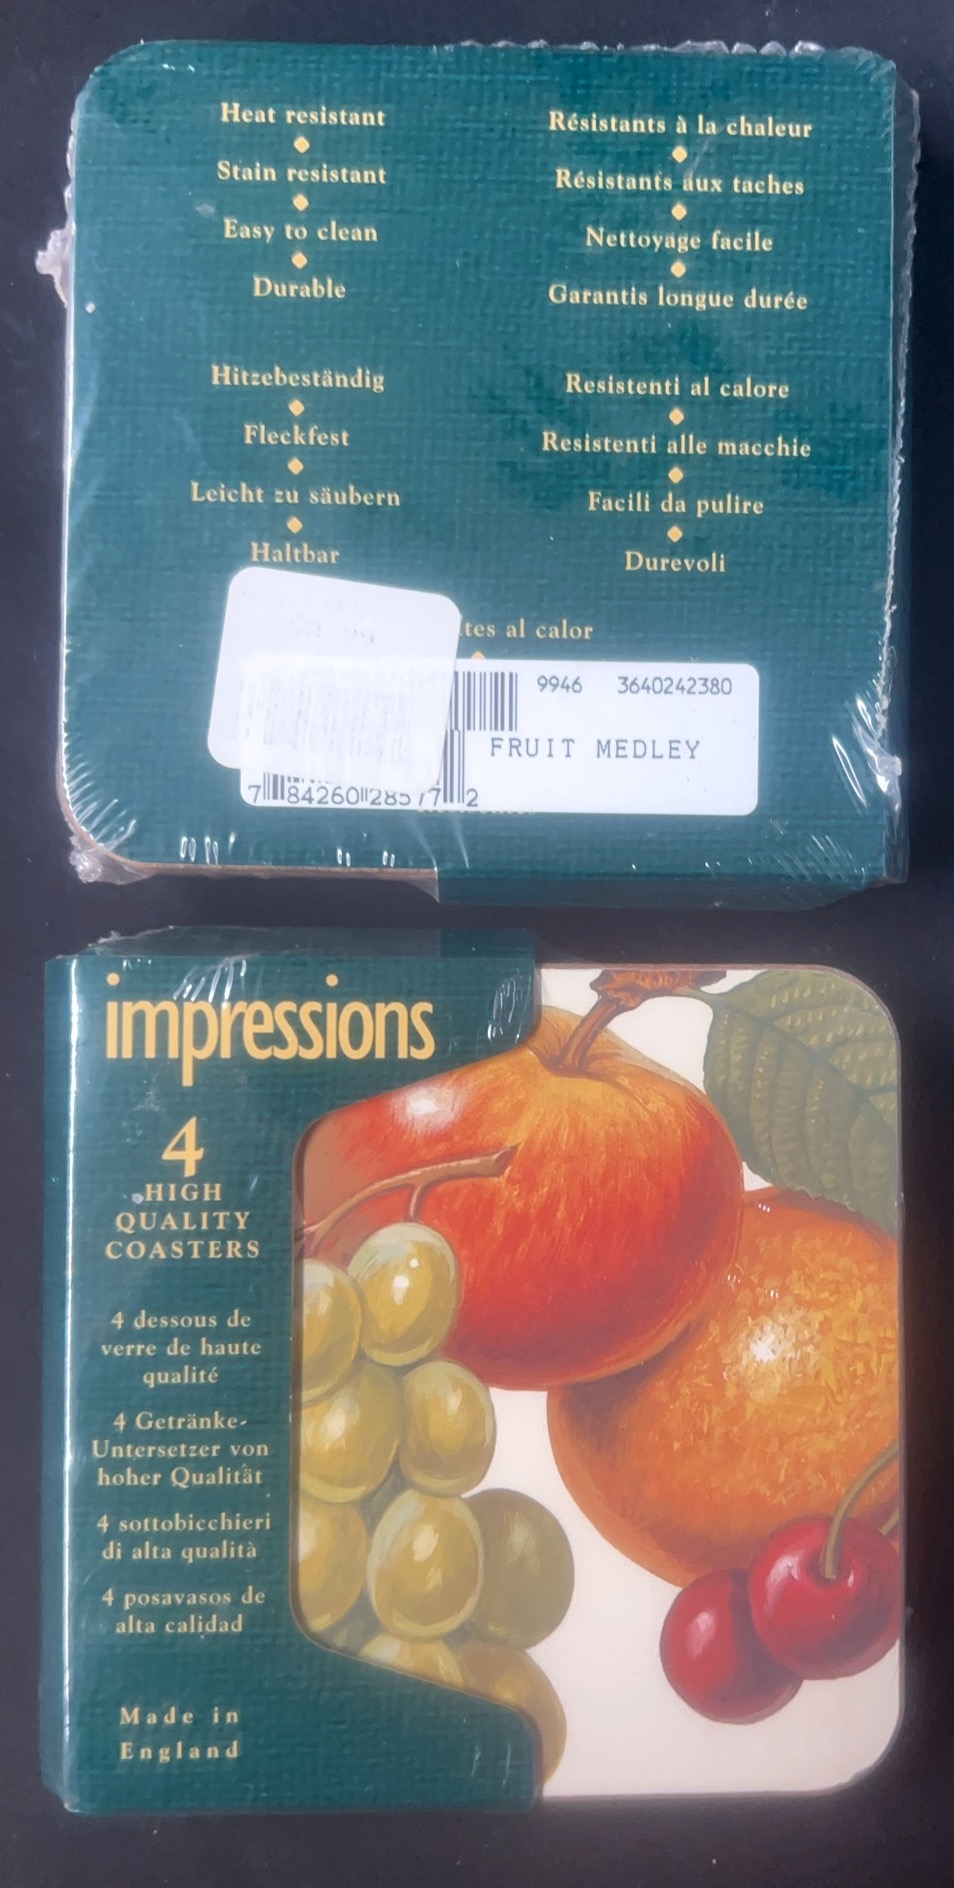 Heat resistant
Stain resistant
Easy to clean
Durable
Résistants à la chaleur
Résistants aux taches
Nettoyage facile
Garantis longue durée
Hitzebeständig
Fleckfest
Leicht zu säubern
Haltbar
Resistenti al calore
Resistenti alle macchie
Facili da pulire
Durevoli
tes al calor
9946 3640242380
FRUIT MEDLEY
7 84260 28517 2
impressions
4
HIGH
QUALITY
COASTERS
4 dessous de
verre de haute
qualité
4 Getränke-
Untersetzer von
hoher Qualität
4 sottobicchieri
di alta qualità
4 posavasos de
alta calidad
Made in
England